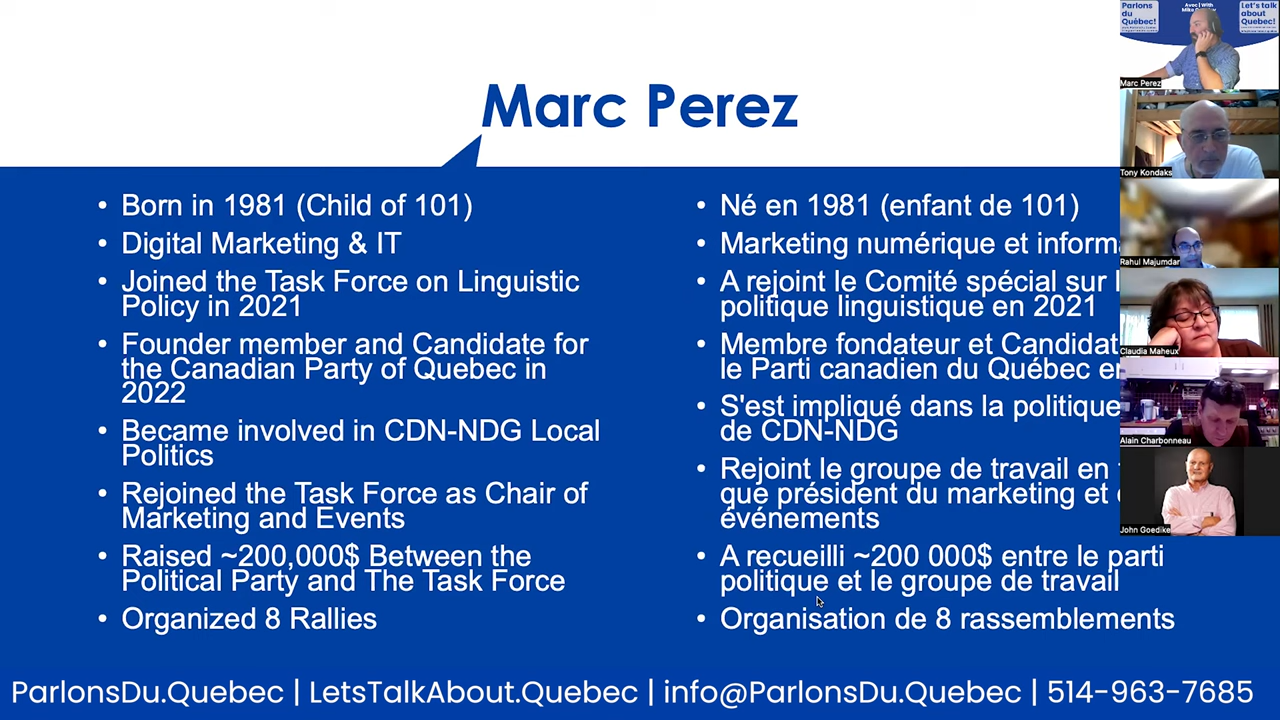 Marc Perez
• Born in 1981 (Child of 101)
• Digital Marketing & IT
• Joined the Task Force on Linguistic
Policy in 2021
• Founder member and Candidate for
the Canadian Party of Quebec in
2022
• Became involved in CDN-NDG Local
Politics
• Rejoined the Task Force as Chair of
Marketing and Events
• Raised ~200,000$ Between the
Political Party and The Task Force
• Organized 8 Rallies
• Né en 1981 (enfant de 101)
• Marketing numérique et inform
• A rejoint le Comité spécial sur
politique linguistique en 2021
• Membre fondateur et Candidat
le Parti canadien du Québec e
• S'est impliqué dans la politique
de CDN-NDG
• Rejoint le groupe de travail en
que président du marketing et
événements
• A recueilli ~200 000$ entre le parti
politique et le groupe de travail
• Organisation de 8 rassemblements
ParlonsDu.Quebec | LetsTalkAbout.Quebec | info@ParlonsDu.Quebec | 514-963-7685
Parlons
du
Québec!
Avec | With
Let's talk
about
Quebec!
Marc Perez
Tony Kondaks
Rahul Majumdar
Claudia Maheux
Alain Charbonneau
John Goedike